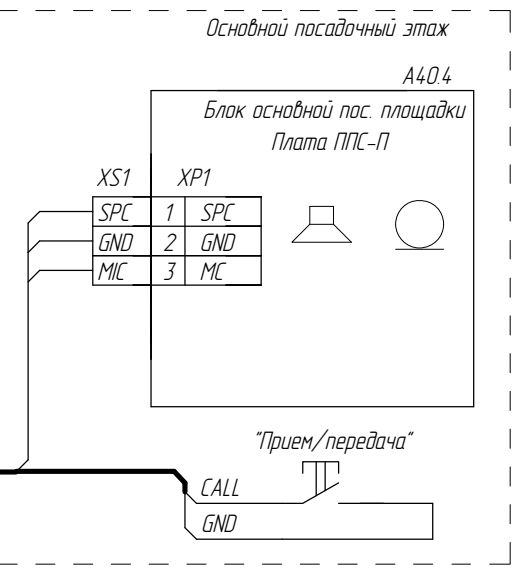 Основной посадочный этаж
A40.4
Блок основной пос. площадки
Плата ППС-П
XS1 XP1
SPC 1 SPC
GND 2 GND
MIC 3 MC
"Прием/передача"
CALL
GND